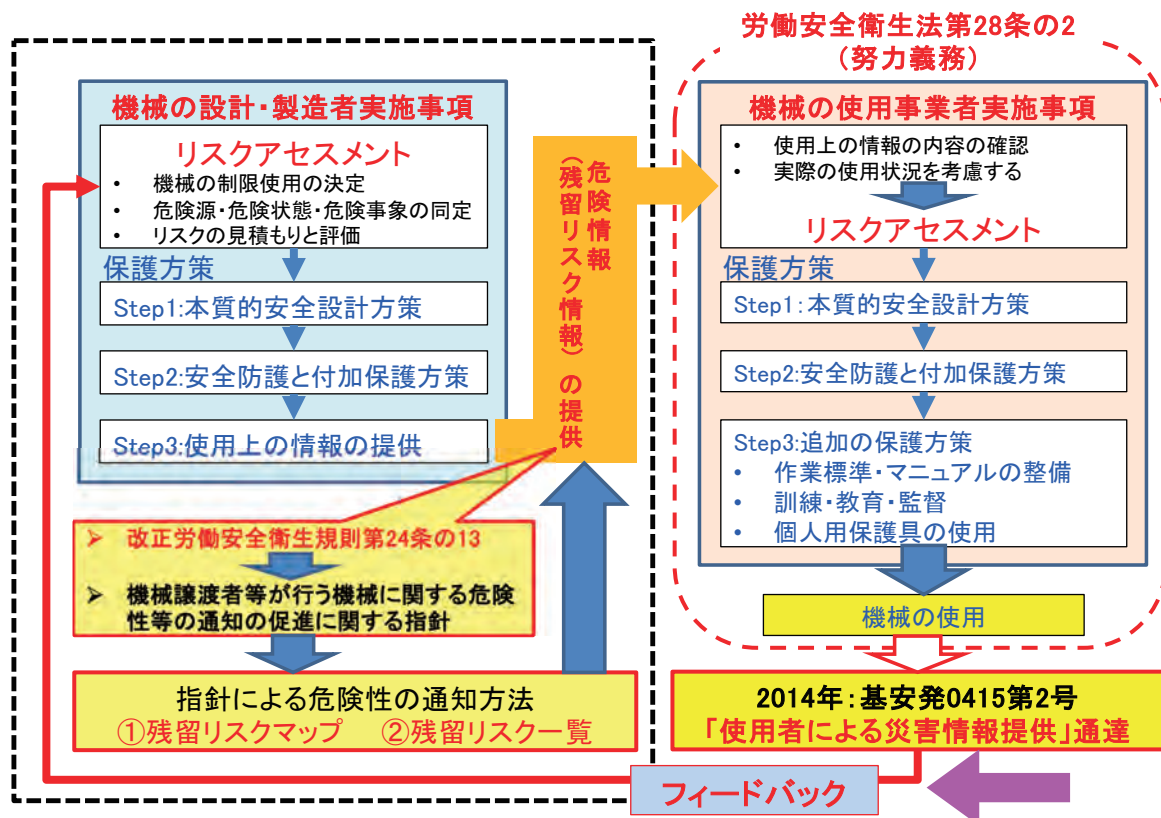 労働安全衛生法第28条の2
（努力義務）
機械の設計・製造者実施事項
リスクアセスメント
• 機械の制限使用の決定
• 危険源・危険状態・危険事象の同定
• リスクの見積もりと評価
保護方策
Step1:本質的安全設計方策
Step2:安全防護と付加保護方策
Step3:使用上の情報の提供
危険情報
（残留リスク情報）の提供
➢ 改正労働安全衛生規則第24条の13
➢ 機械譲渡者等が行う機械に関する危険
性等の通知の促進に関する指針
指針による危険性の通知方法
①残留リスクマップ ②残留リスク一覧
機械の使用事業者実施事項
• 使用上の情報の内容の確認
• 実際の使用状況を考慮する
リスクアセスメント
保護方策
Step1:本質的安全設計方策
Step2:安全防護と付加保護方策
Step3:追加の保護方策
• 作業標準・マニュアルの整備
• 訓練・教育・監督
• 個人用保護具の使用
機械の使用
2014年：基安発0415第2号
「使用者による災害情報提供」通達
フィードバック